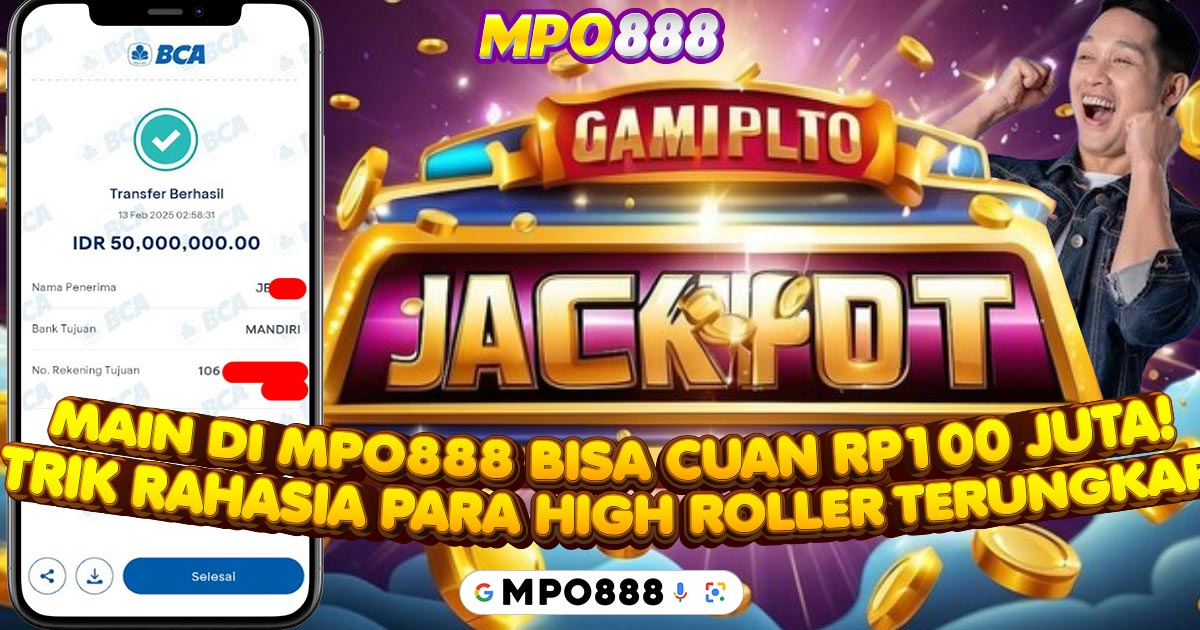 MPO888
BCA
Transfer Berhasil
13 Feb 2025 02:58:31
IDR 50,000,000.00
Nama Penerima JE
Bank Tujuan MANDIRI
No. Rekening Tujuan 106
GAMIPLTO
JACKPOT
MAIN DI MPO888 BISA CUAN RP100 JUTA!
TRIK RAHASIA PARA HIGH ROLLER TERUNGKAP
Selesai
G MPO888